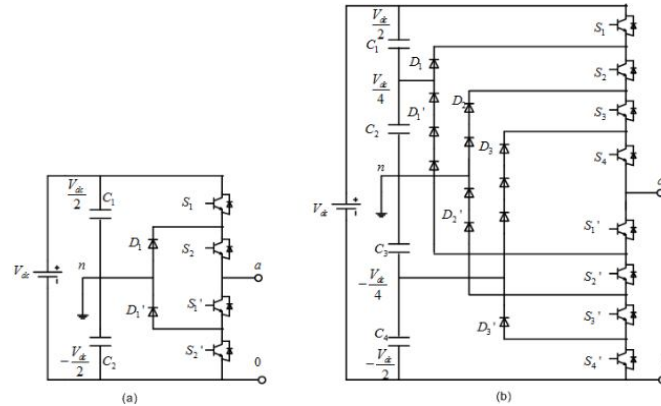 V_dc/2
C_1
S_1
D_1
S_2
V_dc
n
a
D_1'
S_1'
-V_dc/2
C_2
S_2'
0
(a)
V_dc/2
C_1
S_1
D_1
S_2
V_dc/4
D_1'
D_2
S_3
C_2
D_3
S_4
n
a
V_dc
D_2'
S_1'
C_3
S_2'
-V_dc/4
D_3'
S_3'
C_4
-V_dc/2
S_4'
(b)